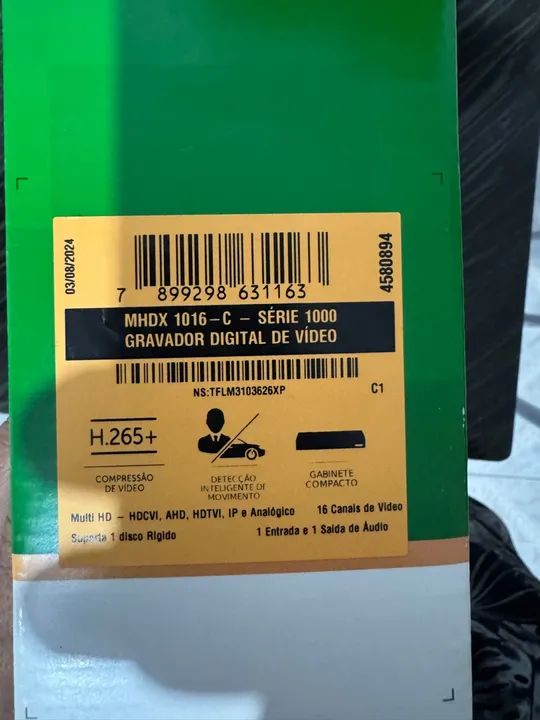 03/08/2024
7 899298 631163
4580894
MHDX 1016-C - SÉRIE 1000
GRAVADOR DIGITAL DE VÍDEO
NS:TFLM3103626XP
C1
H.265+
COMPRESSÃO
DE VÍDEO
DETECÇÃO
INTELIGENTE DE
MOVIMENTO
GABINETE
COMPACTO
Multi HD - HDCVI, AHD, HDTVI, IP e Analógico 16 Canais de Vídeo
Suporta 1 disco Rígido 1 Entrada e 1 Saída de Áudio